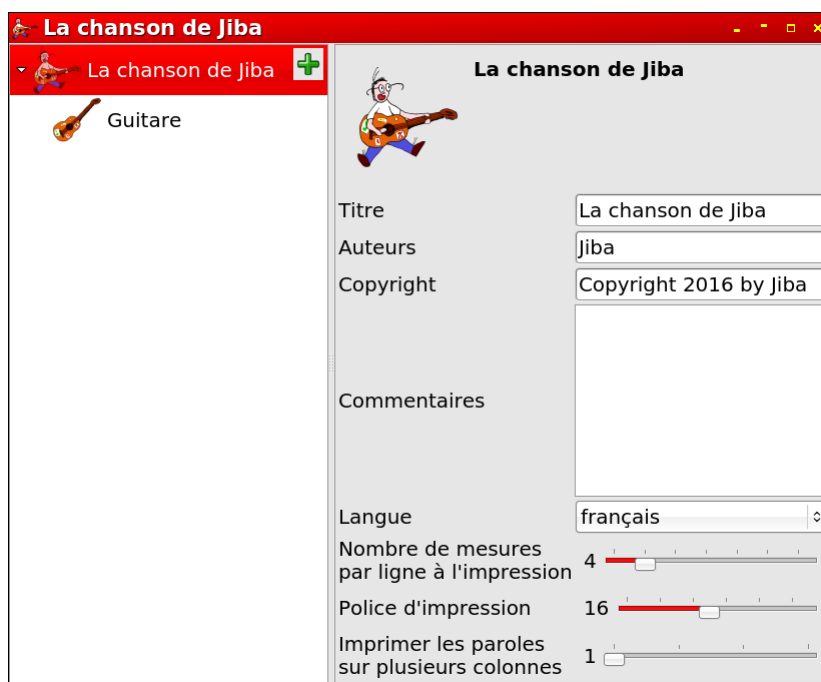 La chanson de Jiba
La chanson de Jiba
Guitare
La chanson de Jiba
Titre
La chanson de Jiba
Auteurs
Jiba
Copyright
Copyright 2016 by Jiba
Commentaires
Langue
français
Nombre de mesures
par ligne à l'impression
4
Police d'impression
16
Imprimer les paroles
sur plusieurs colonnes
1